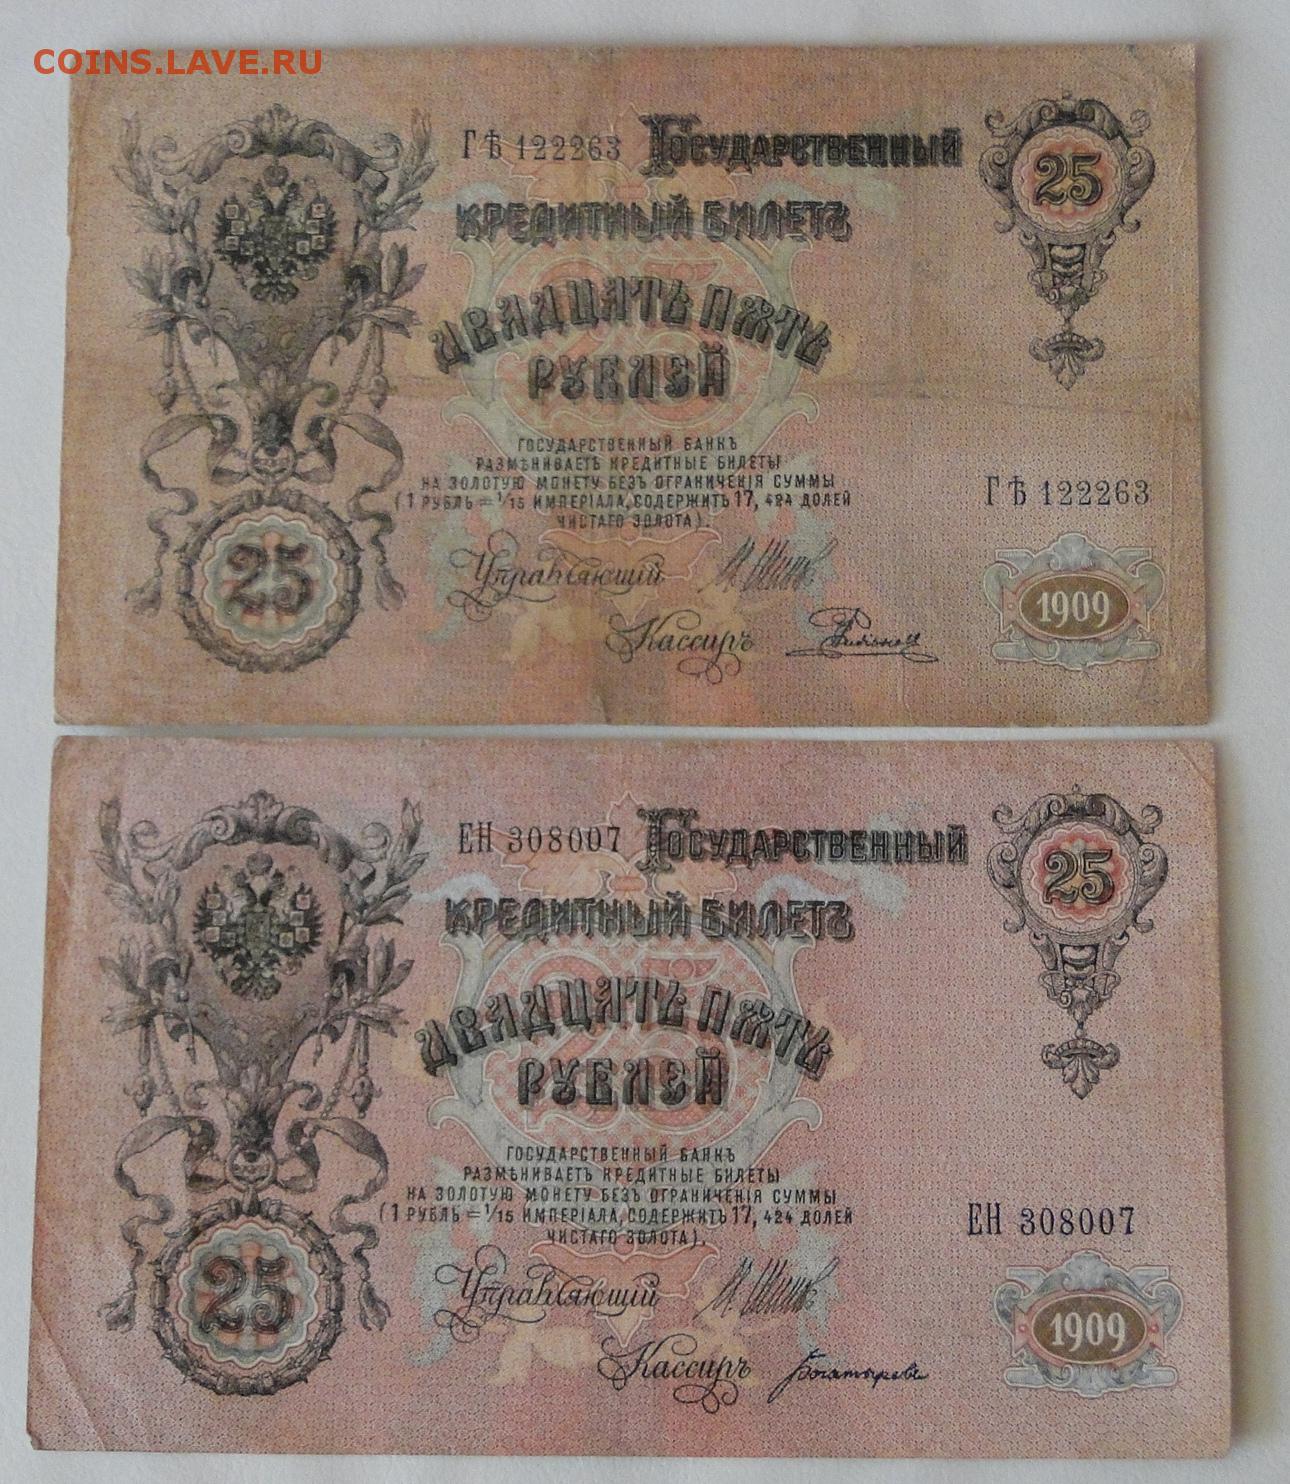 COINS.LAVE.RU
ГѢ 122263 Государственный
кредитный билетъ
25
двадцать пять
рублей
Государственный банкъ
размѣниваетъ кредитные билеты
на золотую монету безъ ограниченія суммы
(1 рубль = 1/15 имперіала, содержитъ 17, 424 долей
чистаго золота).
ГѢ 122263
25
Управляющій
Кассиръ
1909
ЕН 308007 Государственный
кредитный билетъ
25
двадцать пять
рублей
Государственный банкъ
размѣниваетъ кредитные билеты
на золотую монету безъ ограниченія суммы
(1 рубль = 1/15 имперіала, содержитъ 17, 424 долей
чистаго золота).
ЕН 308007
25
Управляющій
Кассиръ Богатыревъ
1909